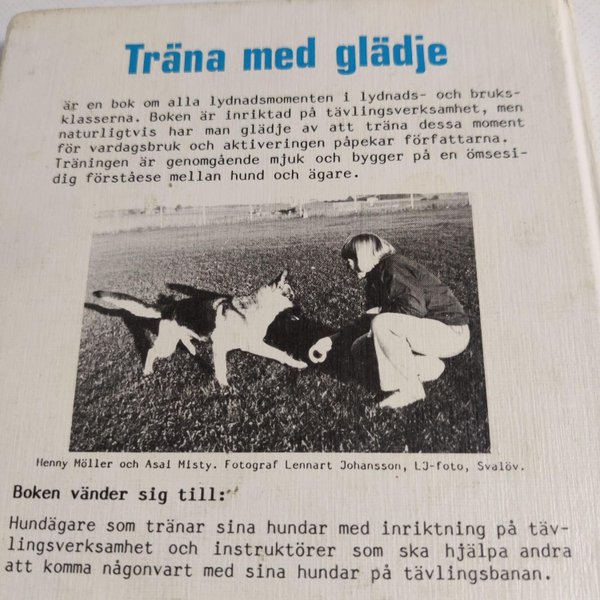 Träna med glädje
är en bok om alla lydnadsmomenten i lydnads- och bruks-
klasserna. Boken är inriktad på tävlingsverksamhet, men
naturligtvis har man glädje av att träna dessa moment
för vardagsbruk och aktiveringen påpekar författarna.
Träningen är genomgående mjuk och bygger på en ömsesi-
dig förståese mellan hund och ägare.
Henny Möller och Asai Misty. Fotograf Lennart Johansson, LJ-foto, Svalöv.
Boken vänder sig till:
Hundägare som tränar sina hundar med inriktning på täv-
lingsverksamhet och instruktörer som ska hjälpa andra
att komma någonvart med sina hundar på tävlingsbanan.